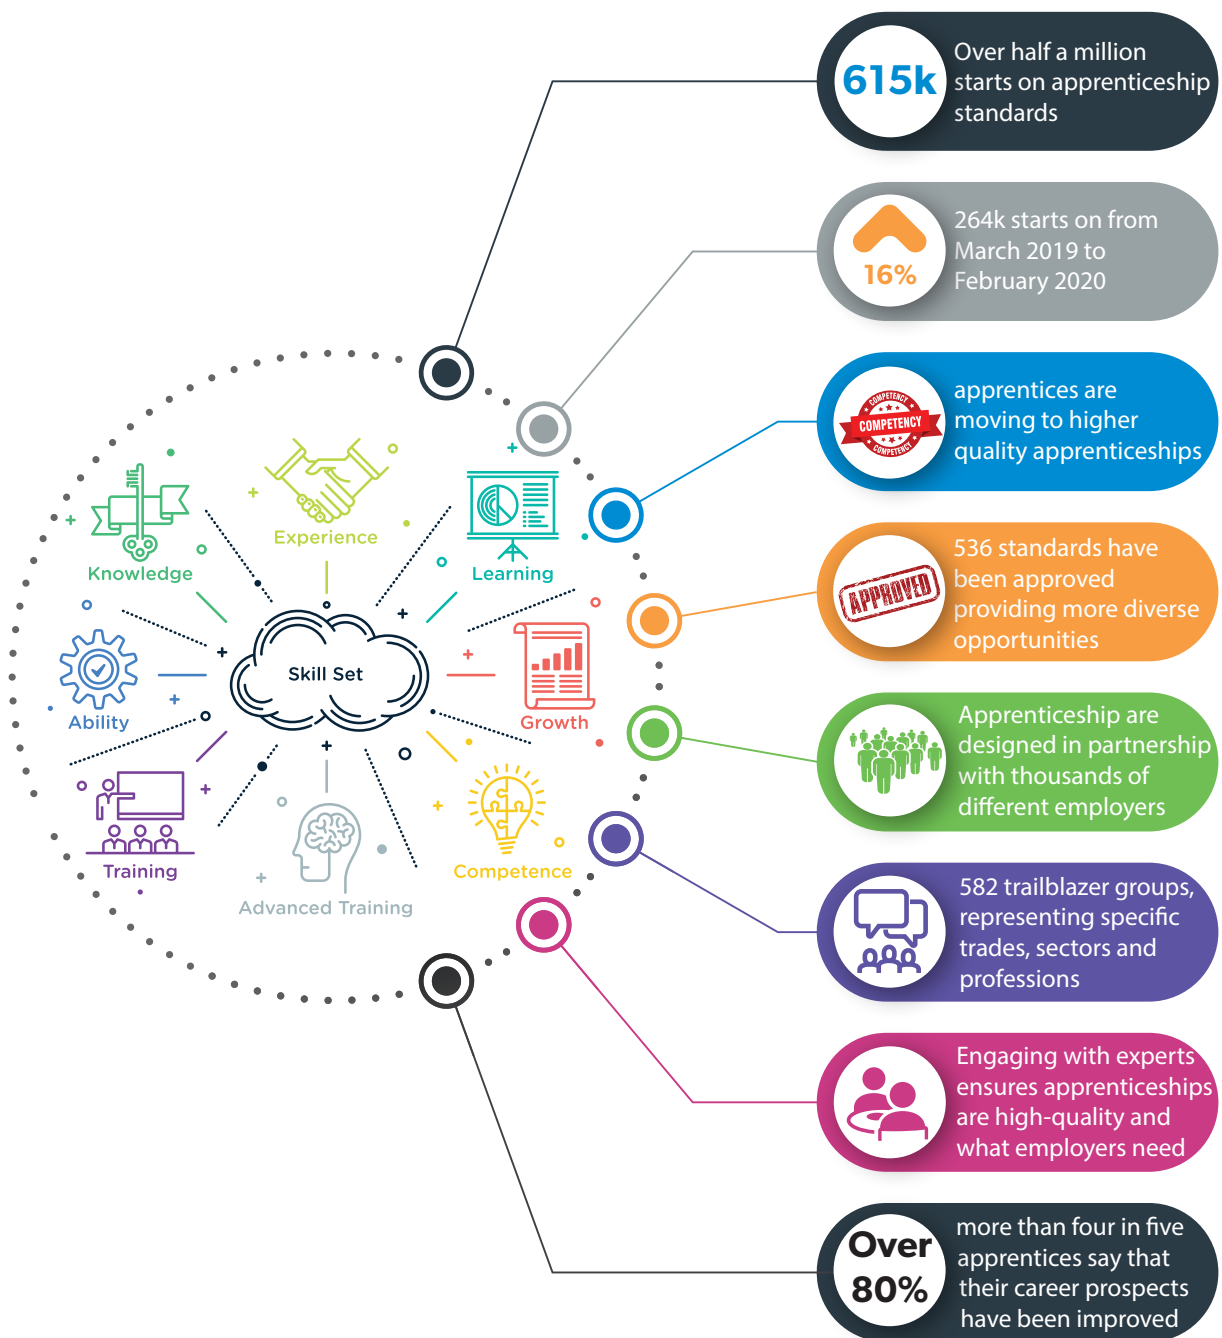 615k
Over half a million
starts on apprenticeship
standards
16%
264k starts on from
March 2019 to
February 2020
COMPETENCY
COMPETENCY
COMPETENCY
apprentices are
moving to higher
quality apprenticeships
APPROVED
536 standards have
been approved
providing more diverse
opportunities
Apprenticeship are
designed in partnership
with thousands of
different employers
582 trailblazer groups,
representing specific
trades, sectors and
professions
Engaging with experts
ensures apprenticeships
are high-quality and
what employers need
Over
80%
more than four in five
apprentices say that
their career prospects
have been improved
Experience
Knowledge
Learning
Skill Set
Ability
Growth
Training
Competence
Advanced Training